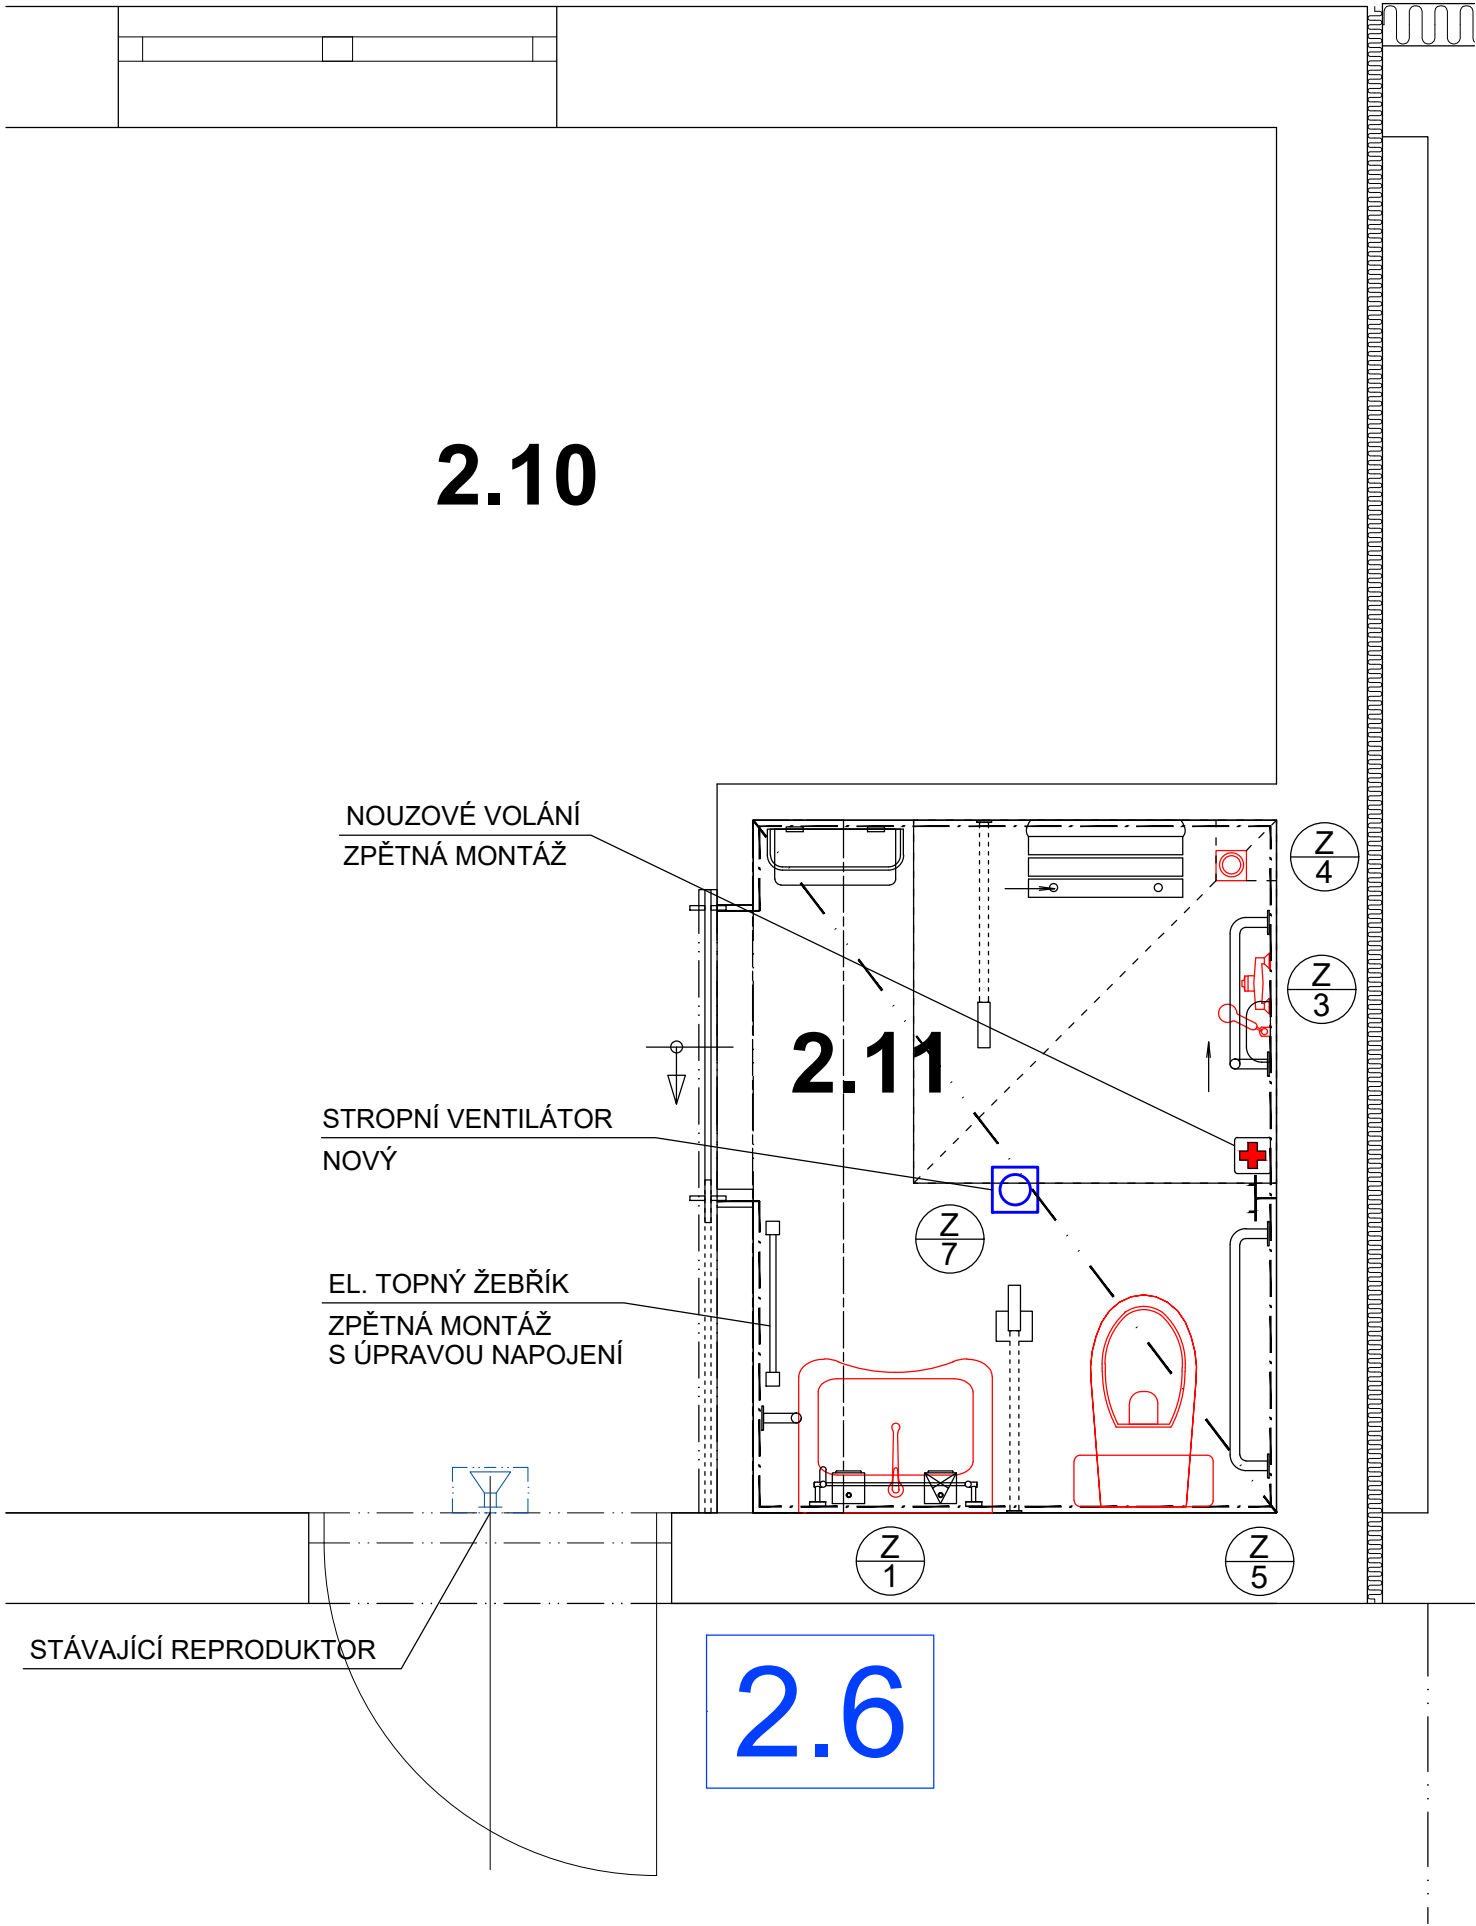 2.10
NOUZOVÉ VOLÁNÍ
ZPĚTNÁ MONTÁŽ
Z
4
Z
3
2.11
STROPNÍ VENTILÁTOR
NOVÝ
Z
7
EL. TOPNÝ ŽEBŘÍK
ZPĚTNÁ MONTÁŽ
S ÚPRAVOU NAPOJENÍ
Z
1
Z
5
STÁVAJÍCÍ REPRODUKTOR
2.6